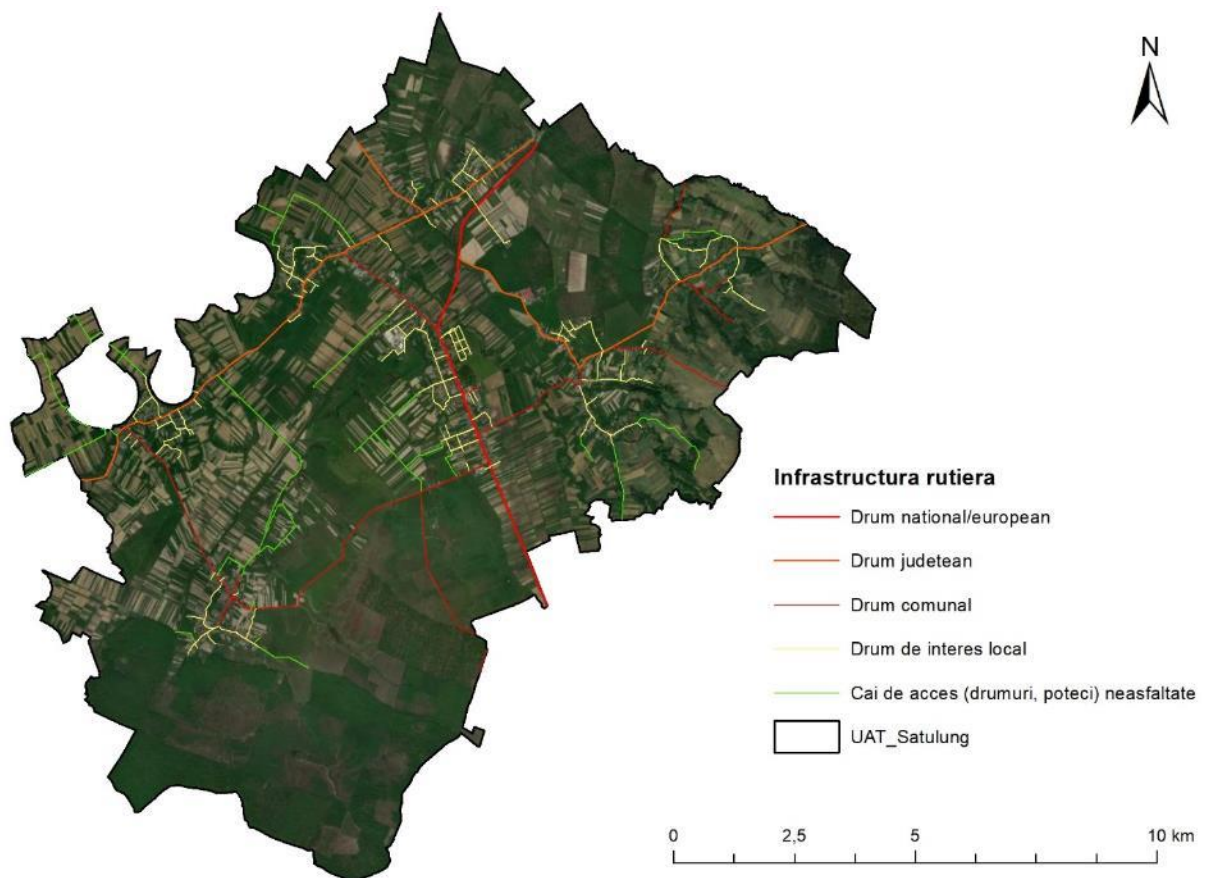 N
Infrastructura rutiera
Drum national/european
Drum judetean
Drum comunal
Drum de interes local
Cai de acces (drumuri, poteci) neasfaltate
UAT_Satulung
0 2,5 5 10 km